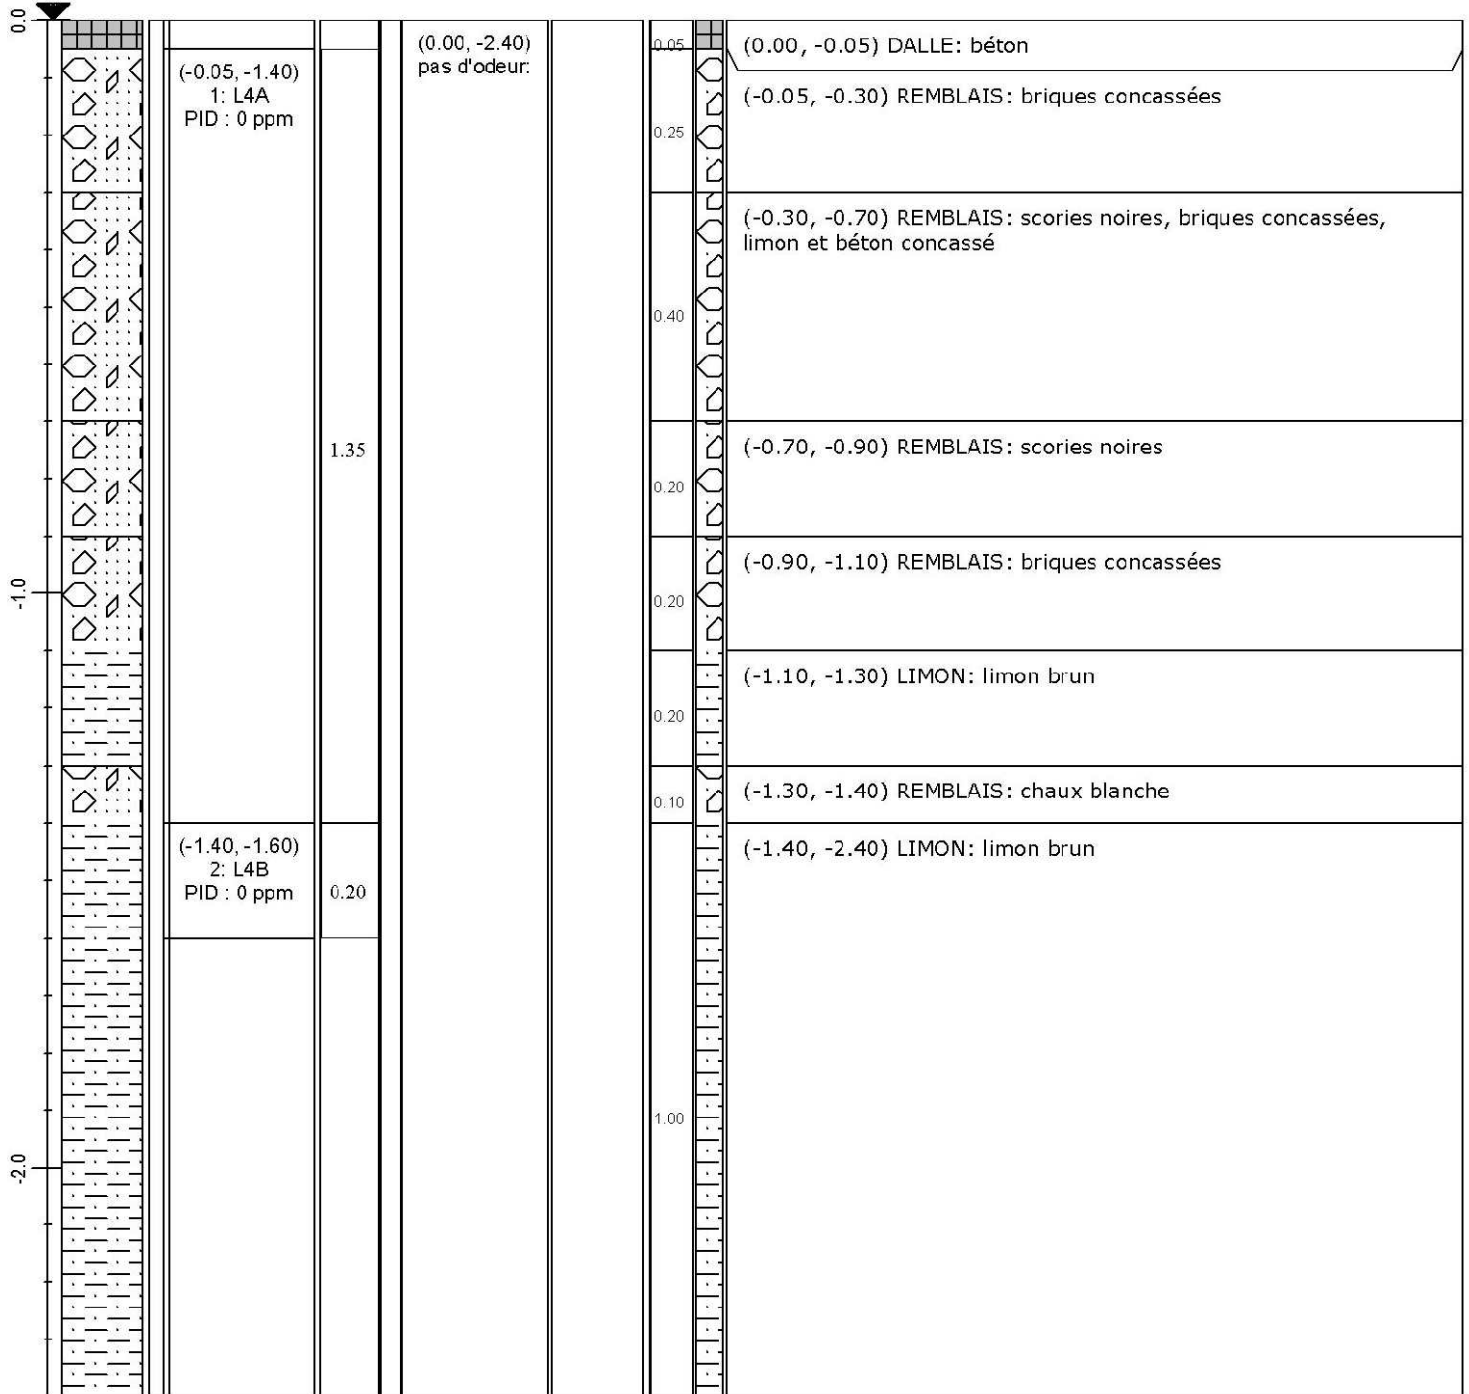 0.0
-1.0
-2.0
(-0.05, -1.40)
1: L4A
PID : 0 ppm
(-1.40, -1.60)
2: L4B
PID : 0 ppm
1.35
0.20
(0.00, -2.40)
pas d'odeur:
0.05
0.25
0.40
0.20
0.20
0.20
0.10
1.00
(0.00, -0.05) DALLE: béton
(-0.05, -0.30) REMBLAIS: briques concassées
(-0.30, -0.70) REMBLAIS: scories noires, briques concassées,
limon et béton concassé
(-0.70, -0.90) REMBLAIS: scories noires
(-0.90, -1.10) REMBLAIS: briques concassées
(-1.10, -1.30) LIMON: limon brun
(-1.30, -1.40) REMBLAIS: chaux blanche
(-1.40, -2.40) LIMON: limon brun